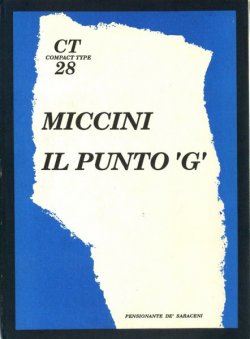 CT
COMPACT TYPE
28
MICCINI
IL PUNTO 'G'
PENSIONANTE DE' SARACENI